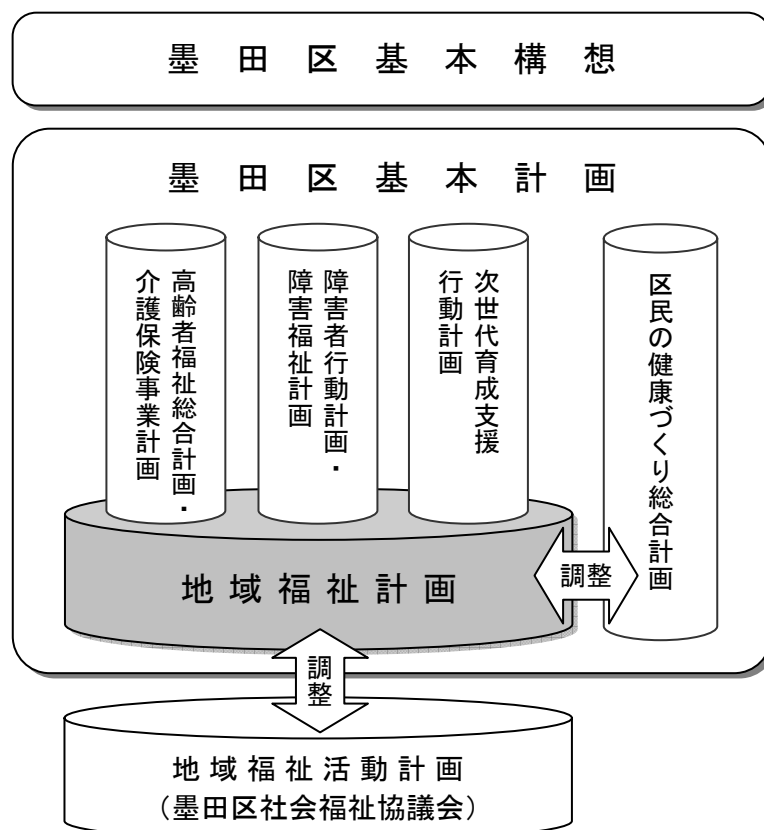 墨田区基本構想
墨田区基本計画
高齢者福祉総合計画・
介護保険事業計画
障害者行動計画・
障害福祉計画
次世代育成支援
行動計画
区民の健康づくり総合計画
地域福祉計画
調整
調整
地域福祉活動計画
（墨田区社会福祉協議会）